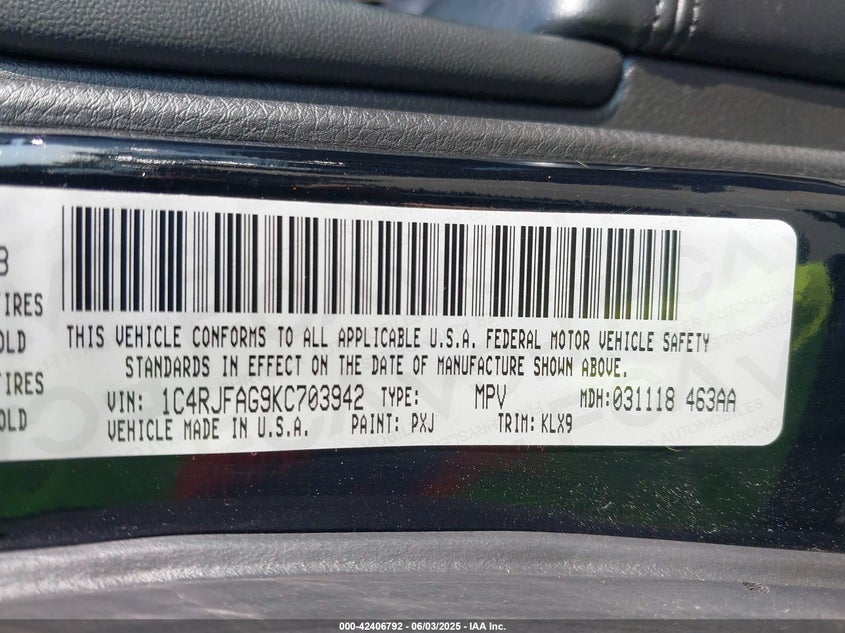 8
TIRES
OLD
TIRES
OLD
THIS VEHICLE CONFORMS TO ALL APPLICABLE U.S.A. FEDERAL MOTOR VEHICLE SAFETY
STANDARDS IN EFFECT ON THE DATE OF MANUFACTURE SHOWN ABOVE.
VIN: 1C4RJFAG9KC703942 TYPE: MPV MDH:031118 463AA
VEHICLE MADE IN U.S.A. PAINT: PXJ TRIM:KLX9
000-42406792 - 06/03/2025 - IAA Inc.